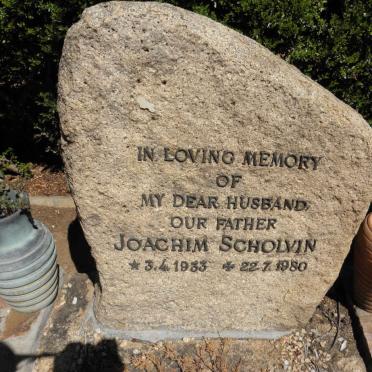 IN LOVING MEMORY
OF
MY DEAR HUSBAND,
OUR FATHER
JOACHIM SCHOLVIN
* 3.4.1933 ✠ 22.7.1980